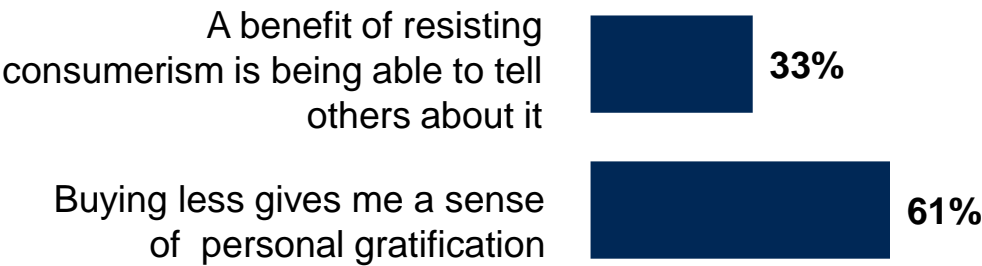 A benefit of resisting
consumerism is being able to tell
others about it
33%
Buying less gives me a sense
of personal gratification
61%